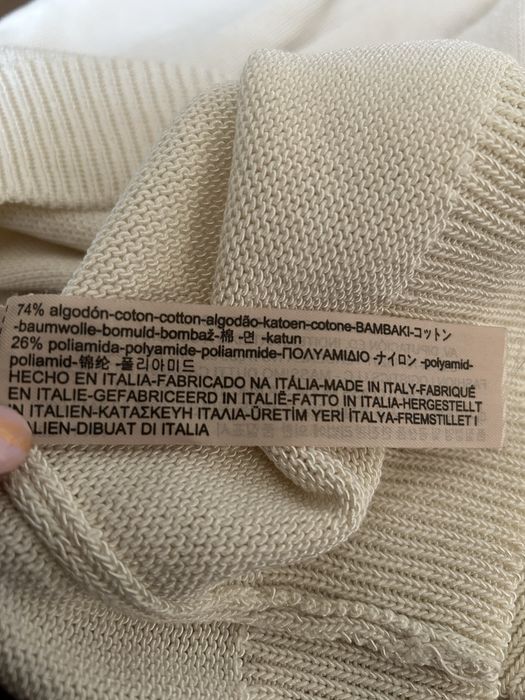 74% algodón-coton-cotton-algodão-katoen-cotone-BAMBAKI-コットン
-baumwolle-bomuld-bombaž-棉 -면 -katun
26% poliamida-polyamide-poliammide-ΠΟΛΥΑΜΙΔΙΟ -ナイロン -polyamid-
poliamid-锦纶 -폴리아미드
HECHO EN ITALIA-FABRICADO NA ITÁLIA-MADE IN ITALY-FABRIQUÉ
EN ITALIE-GEFABRICEERD IN ITALIË-FATTO IN ITALIA-HERGESTELLT
IN ITALIEN-ΚΑΤΑΣΚΕΥΗ ΙΤΑΛΙΑ-ÜRETİM YERİ İTALYA-FREMSTILLET I
ITALIEN-DIBUAT DI ITALIA